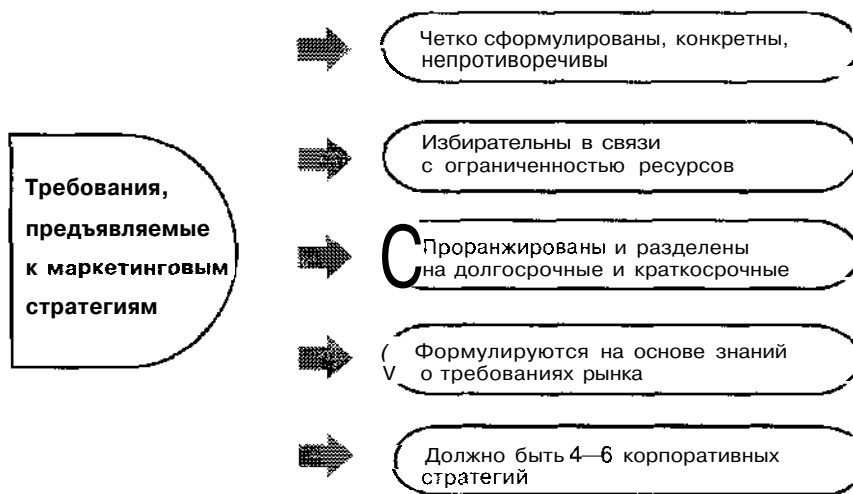 Четко сформулированы, конкретны,
непротиворечивы
Избирательны в связи
с ограниченностью ресурсов
Требования,
предъявляемые
к маркетинговым
стратегиям
Проранжированы и разделены
на долгосрочные и краткосрочные
Формулируются на основе знаний
о требованиях рынка
Должно быть 4—6 корпоративных
стратегий